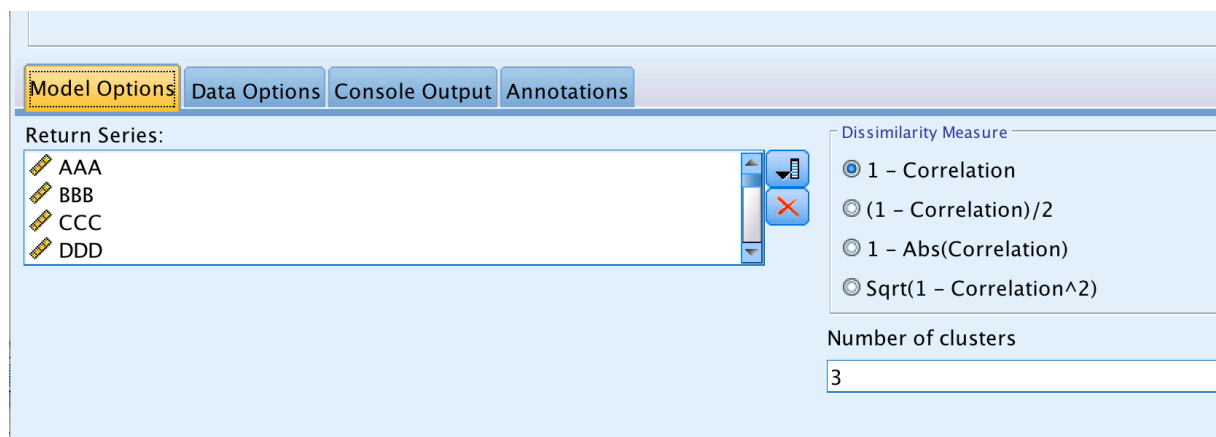 Model Options Data Options Console Output Annotations
Return Series:
AAA
BBB
CCC
DDD
Dissimilarity Measure
1 – Correlation
(1 – Correlation)/2
1 – Abs(Correlation)
Sqrt(1 – Correlation^2)
Number of clusters
3